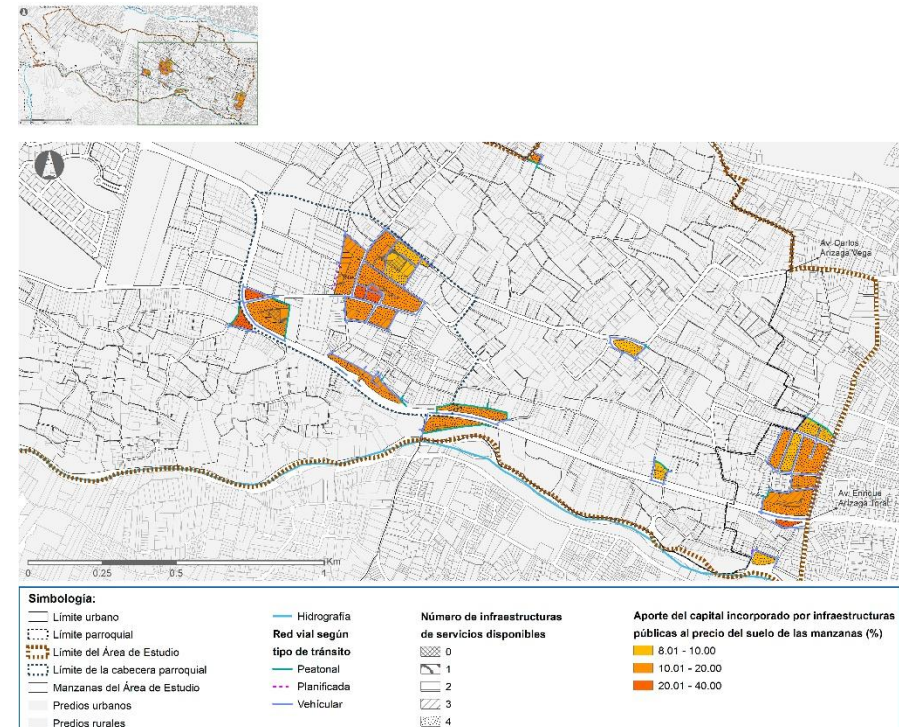 Av. Carlos
Arízaga Vega
Av. Enrique
Arízaga Toral
0
0.25
0.5
1
Km
Simbología:
Límite urbano
Límite parroquial
Límite del Área de Estudio
Límite de la cabecera parroquial
Manzanas del Área de Estudio
Predios urbanos
Predios rurales
Hidrografía
Red vial según
tipo de tránsito
Peatonal
Planificada
Vehícular
Número de infraestructuras
de servicios disponibles
0
1
2
3
4
Aporte del capital incorporado por infraestructuras
públicas al precio del suelo de las manzanas (%)
8.01 - 10.00
10.01 - 20.00
20.01 - 40.00